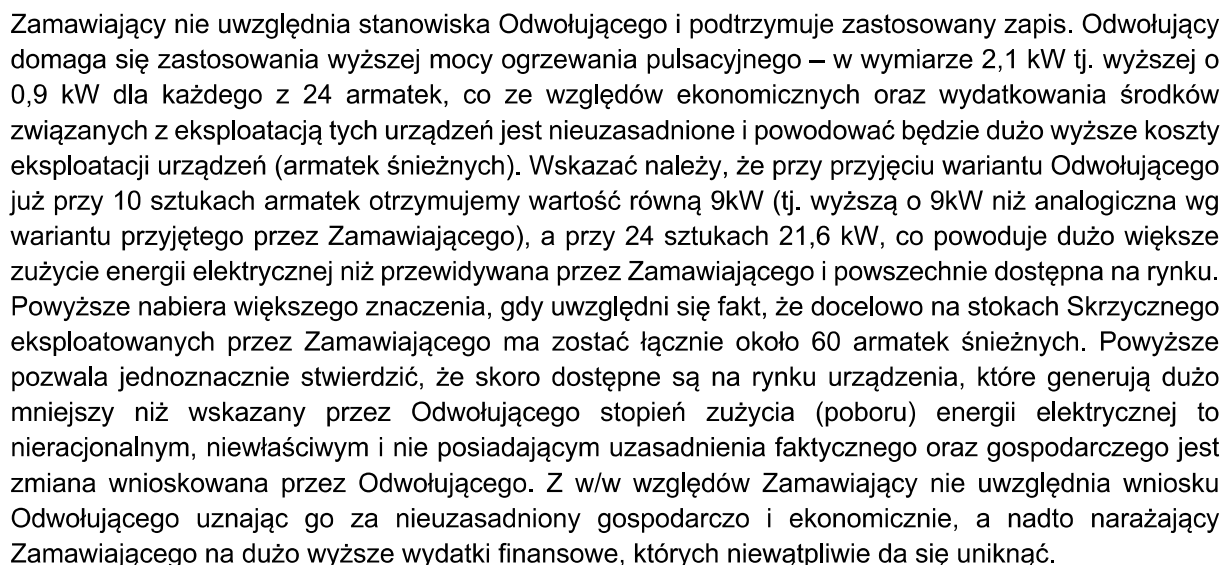 Zamawiający nie uwzględnia stanowiska Odwołującego i podtrzymuje zastosowany zapis. Odwołujący
domaga się zastosowania wyższej mocy ogrzewania pulsacyjnego – w wymiarze 2,1 kW tj. wyższej o
0,9 kW dla każdego z 24 armatek, co ze względów ekonomicznych oraz wydatkowania środków
związanych z eksploatacją tych urządzeń jest nieuzasadnione i powodować będzie dużo wyższe koszty
eksploatacji urządzeń (armatek śnieżnych). Wskazać należy, że przy przyjęciu wariantu Odwołującego
już przy 10 sztukach armatek otrzymujemy wartość równą 9kW (tj. wyższą o 9kW niż analogiczna wg
wariantu przyjętego przez Zamawiającego), a przy 24 sztukach 21,6 kW, co powoduje dużo większe
zużycie energii elektrycznej niż przewidywana przez Zamawiającego i powszechnie dostępna na rynku.
Powyższe nabiera większego znaczenia, gdy uwzględni się fakt, że docelowo na stokach Skrzycznego
eksploatowanych przez Zamawiającego ma zostać łącznie około 60 armatek śnieżnych. Powyższe
pozwala jednoznacznie stwierdzić, że skoro dostępne są na rynku urządzenia, które generują dużo
mniejszy niż wskazany przez Odwołującego stopień zużycia (poboru) energii elektrycznej to
nieracjonalnym, niewłaściwym i nie posiadającym uzasadnienia faktycznego oraz gospodarczego jest
zmiana wnioskowana przez Odwołującego. Z w/w względów Zamawiający nie uwzględnia wniosku
Odwołującego uznając go za nieuzasadniony gospodarczo i ekonomicznie, a nadto narażający
Zamawiającego na dużo wyższe wydatki finansowe, których niewątpliwie da się uniknąć.